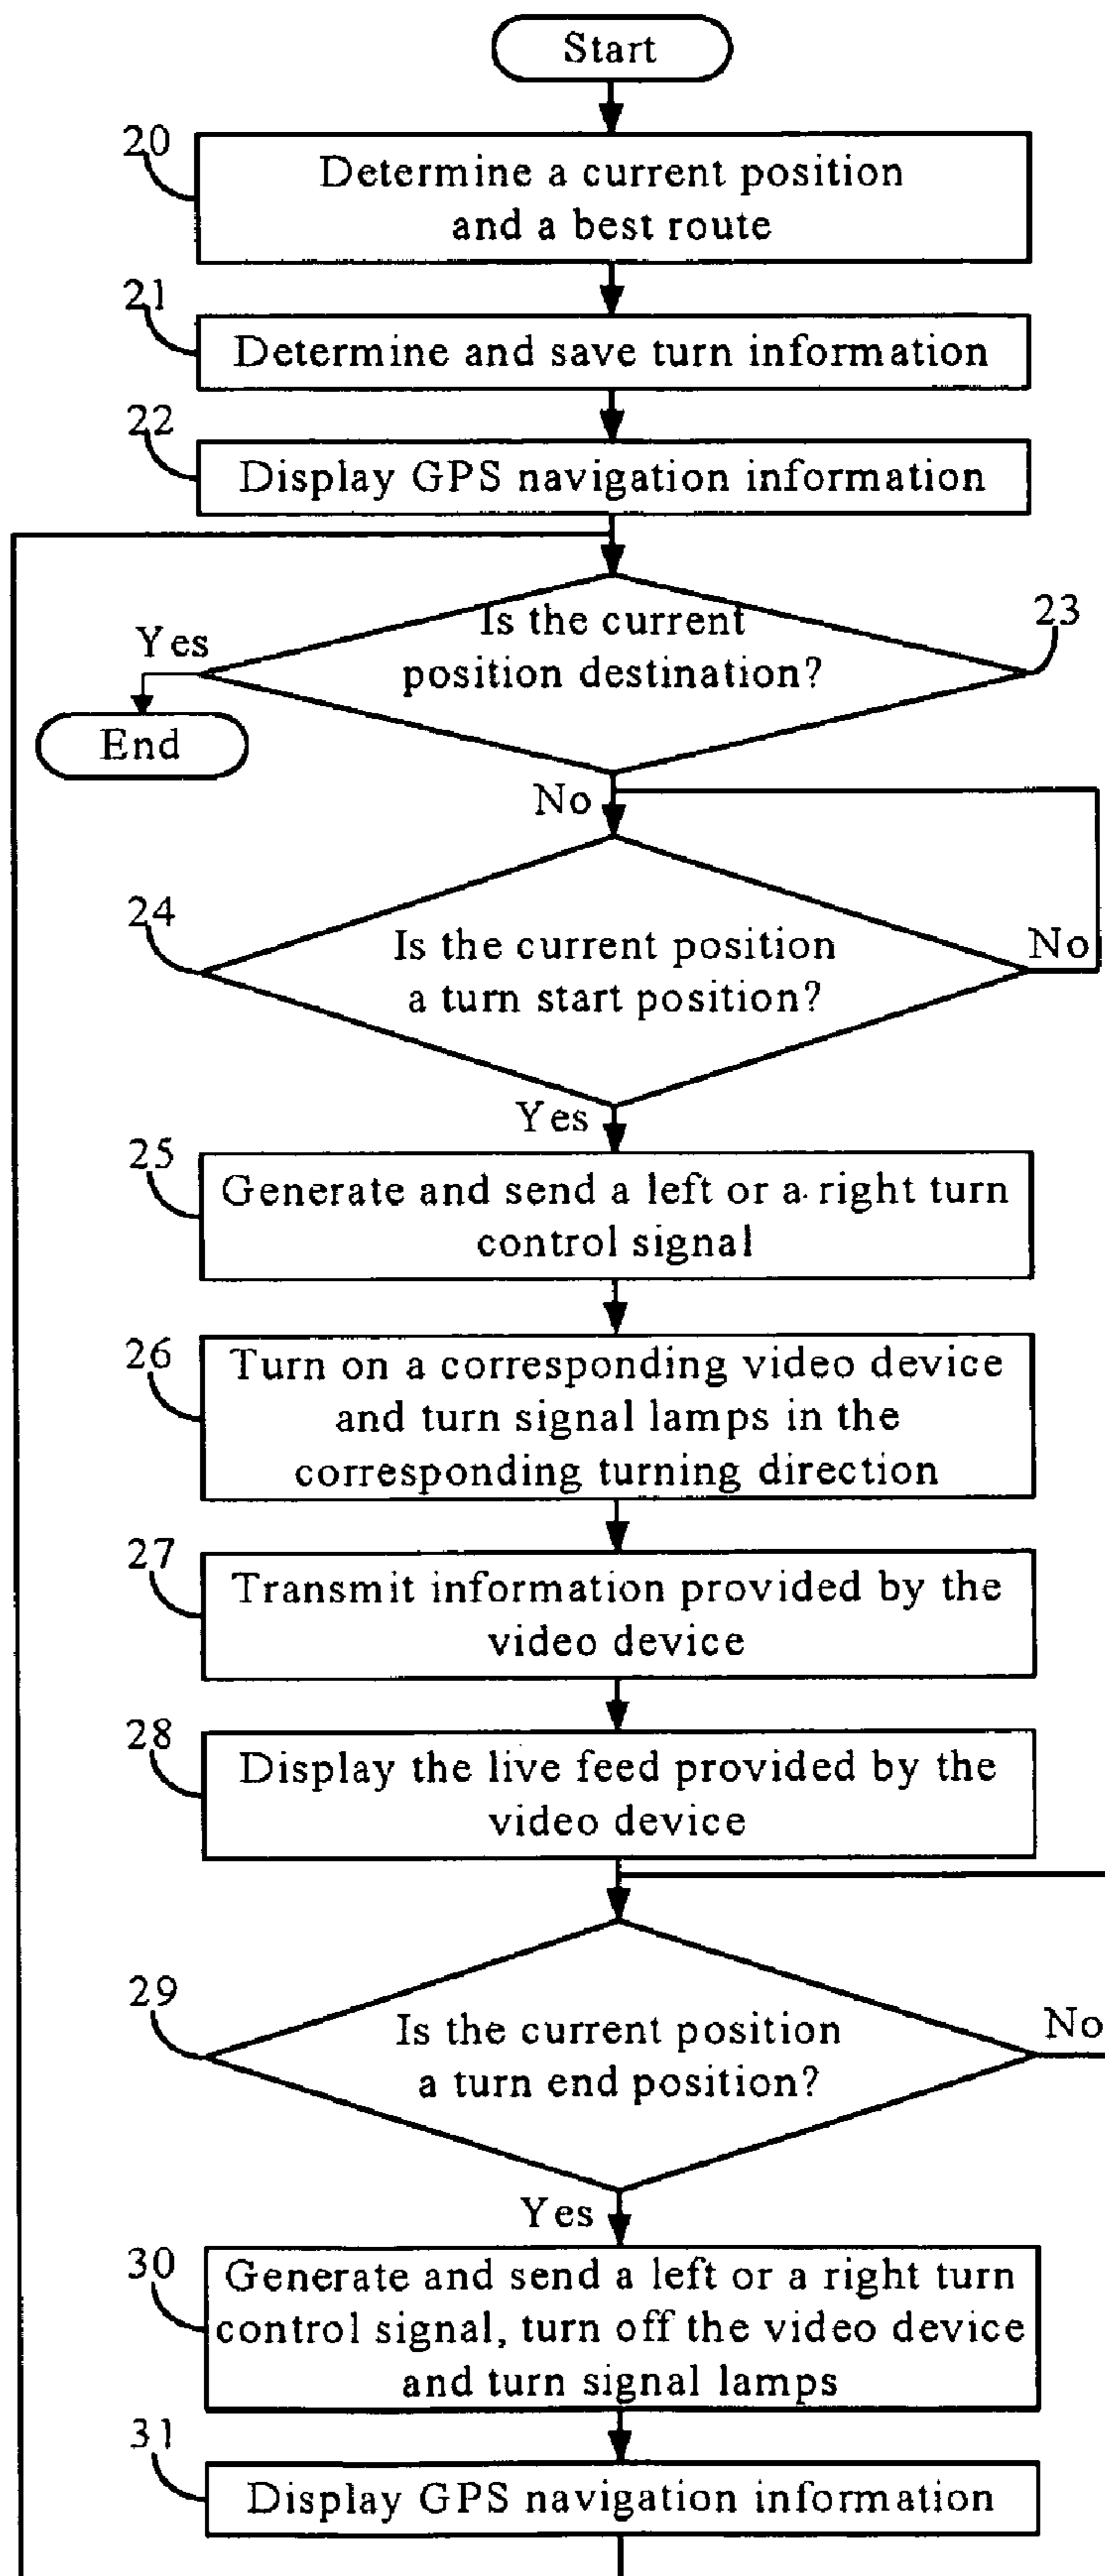 Start
20
Determine a current position
and a best route
21
Determine and save turn information
22
Display GPS navigation information
23
Is the current
position destination?
Yes
End
No
24
Is the current position
a turn start position?
No
Yes
25
Generate and send a left or a right turn
control signal
26
Turn on a corresponding video device
and turn signal lamps in the
corresponding turning direction
27
Transmit information provided by the
video device
28
Display the live feed provided by the
video device
29
Is the current position
a turn end position?
No
Yes
30
Generate and send a left or a right turn
control signal, turn off the video device
and turn signal lamps
31
Display GPS navigation information